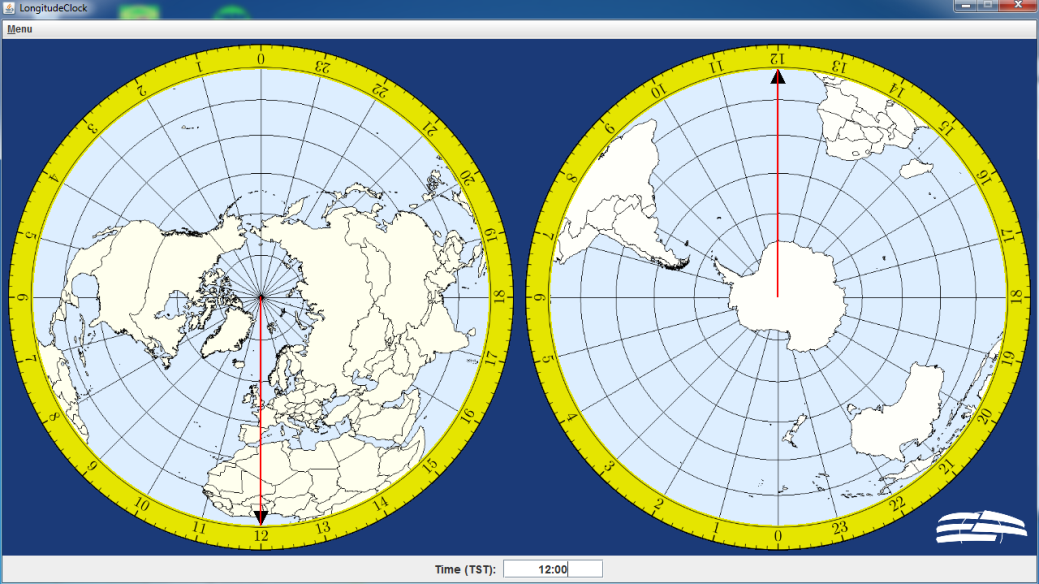 LongitudeClock
Menu
0 23 22 21 20 19 18 17 16 15 14 13 12 11 10 9 8 7 6 5 4 3 2 1
12 13 14 15 16 17 18 19 20 21 22 23 0 1 2 3 4 5 6 7 8 9 10 11
Time (TST): 12:00